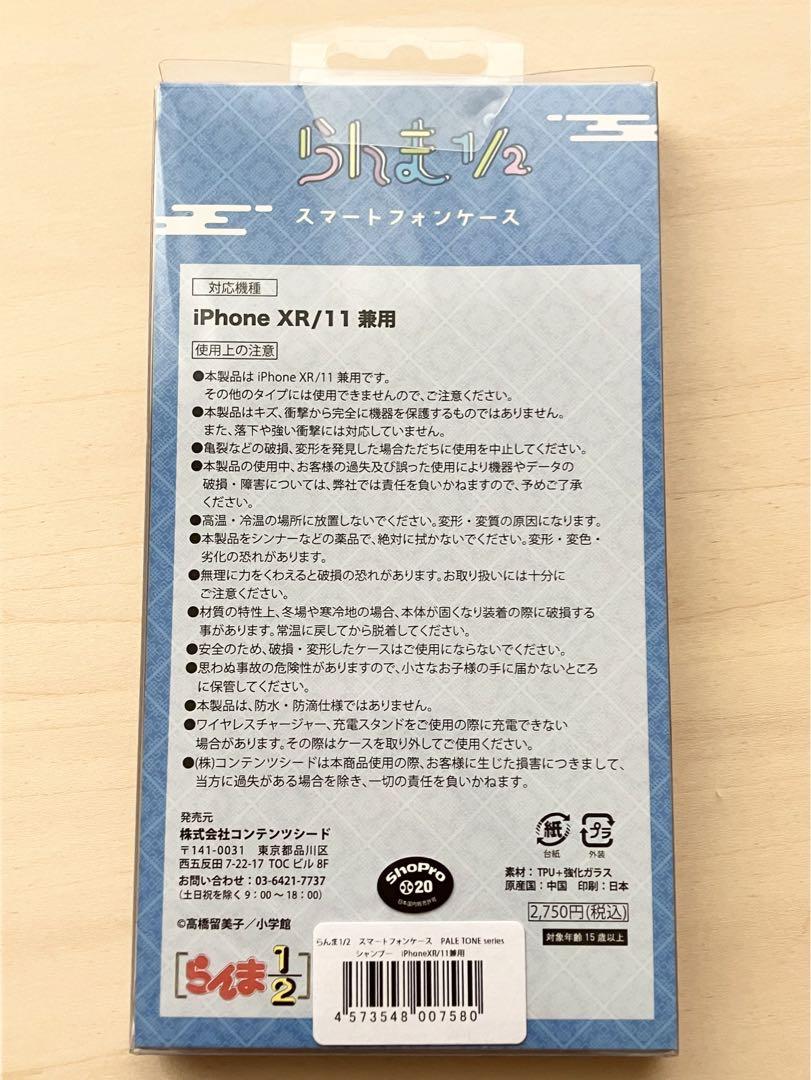 らんま1/2
スマートフォンケース
対応機種
iPhone XR/11 兼用
使用上の注意
●本製品は iPhone XR/11 兼用です。
その他のタイプには使用できませんので、ご注意ください。
●本製品はキズ、衝撃から完全に機器を保護するものではありません。
また、落下や強い衝撃には対応していません。
●亀裂などの破損、変形を発見した場合ただちに使用を中止してください。
●本製品の使用中、お客様の過失及び誤った使用により機器やデータの
破損・障害については、弊社では責任を負いかねますので、予めご了承
ください。
●高温・冷温の場所に放置しないでください。変形・変質の原因になります。
●本製品をシンナーなどの薬品で、絶対に拭かないでください。変形・変色・
劣化の恐れがあります。
●無理に力をくわえると破損の恐れがあります。お取り扱いには十分に
ご注意ください。
●材質の特性上、冬場や寒冷地の場合、本体が固くなり装着の際に破損する
事があります。常温に戻してから脱着してください。
●安全のため、破損・変形したケースはご使用にならないでください。
●思わぬ事故の危険性がありますので、小さなお子様の手に届かないところ
に保管してください。
●本製品は、防水・防滴仕様ではありません。
●ワイヤレスチャージャー、充電スタンドをご使用の際に充電できない
場合があります。その際はケースを取り外してご使用ください。
●(株)コンテンツシードは本商品使用の際、お客様に生じた損害につきまして、
当方に過失がある場合を除き、一切の責任を負いかねます。
発売元
株式会社コンテンツシード
〒141-0031 東京都品川区
西五反田 7-22-17 TOC ビル 8F
お問い合わせ：03-6421-7737
(土日祝を除く 9：00 〜 18：00)
©高橋留美子／小学館
[らんま1/2]
ShoPro
20
日本国内販売許可
紙
台紙
プラ
外装
素材：TPU+強化ガラス
原産国：中国 印刷：日本
2,750円(税込)
対象年齢 15 歳以上
らんま1/2 スマートフォンケース PALE TONE series
シャンプー iPhoneXR/11兼用
4 573548 007580